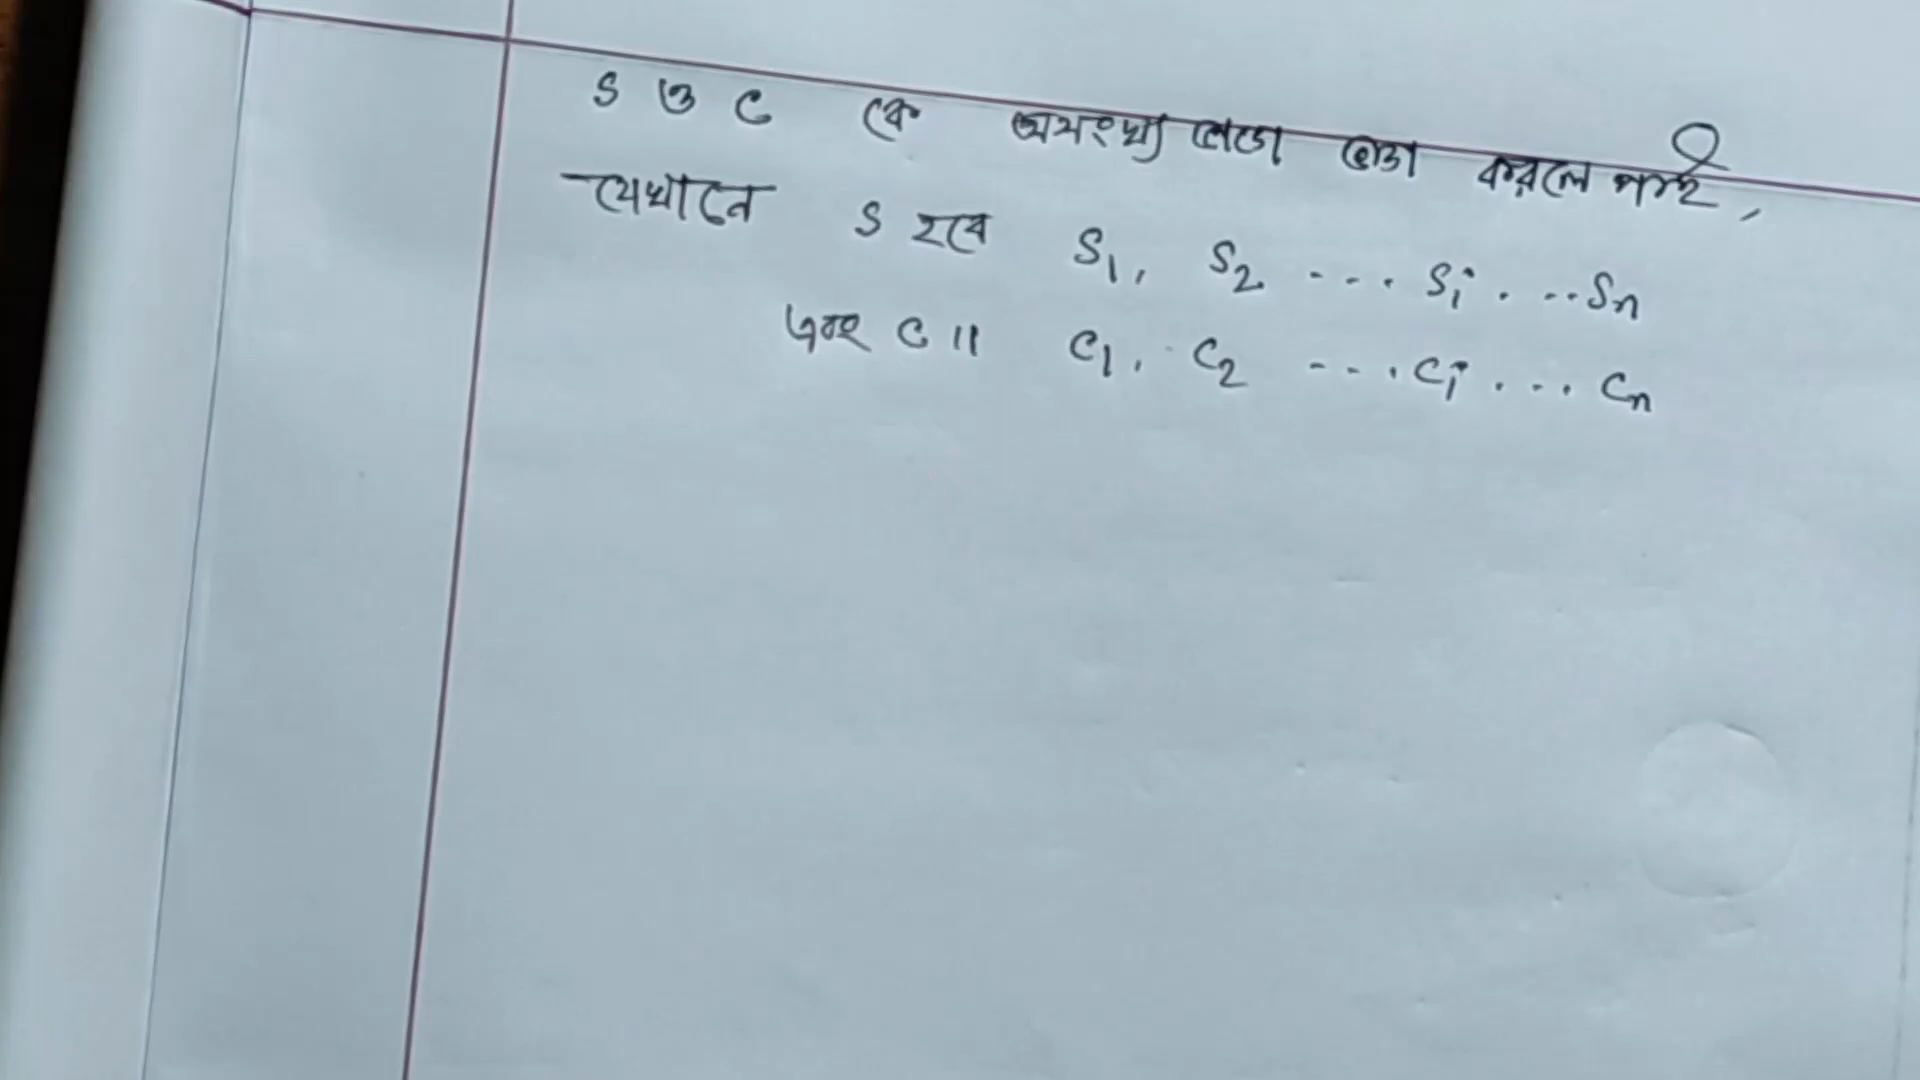 S ও C কে অসংখ্য ভাগে ভাগ করলে পাই,
যেখানে S হবে S₁, S₂ ... Sᵢ ... Sₙ
এবং C || C₁, C₂ ... Cᵢ ... Cₙ